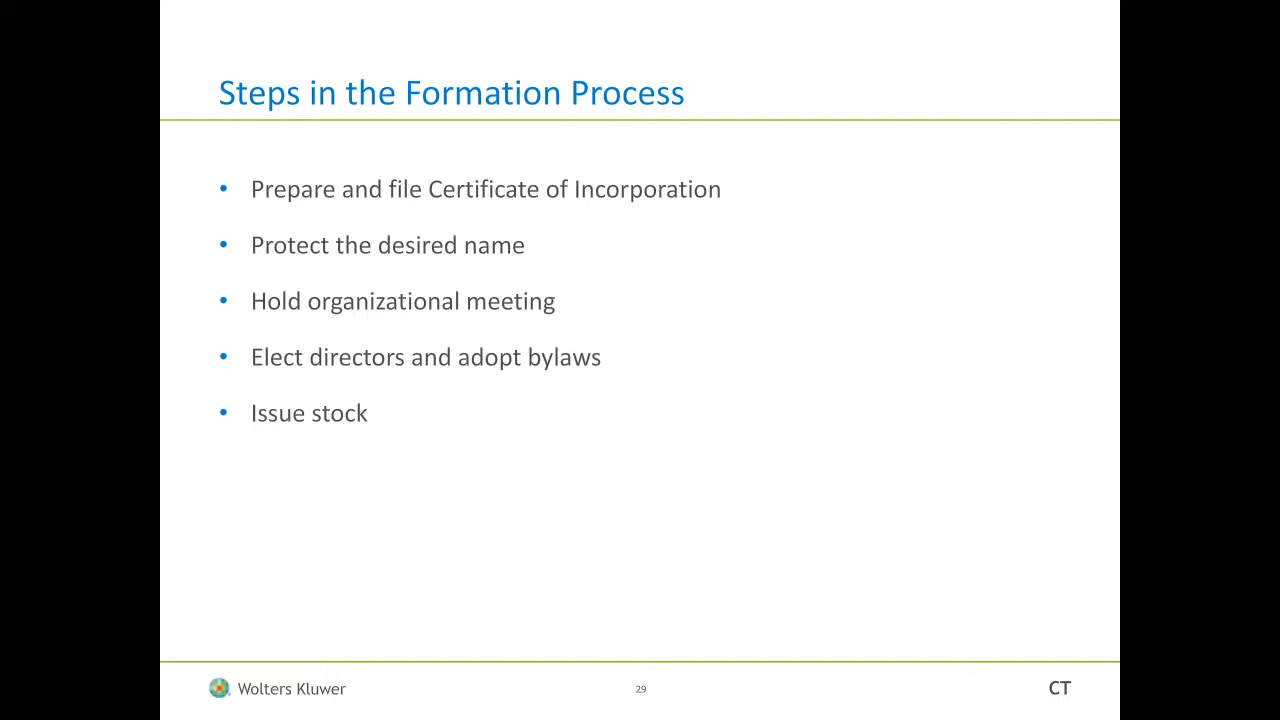 Steps in the Formation Process
• Prepare and file Certificate of Incorporation
• Protect the desired name
• Hold organizational meeting
• Elect directors and adopt bylaws
• Issue stock
Wolters Kluwer
29
CT